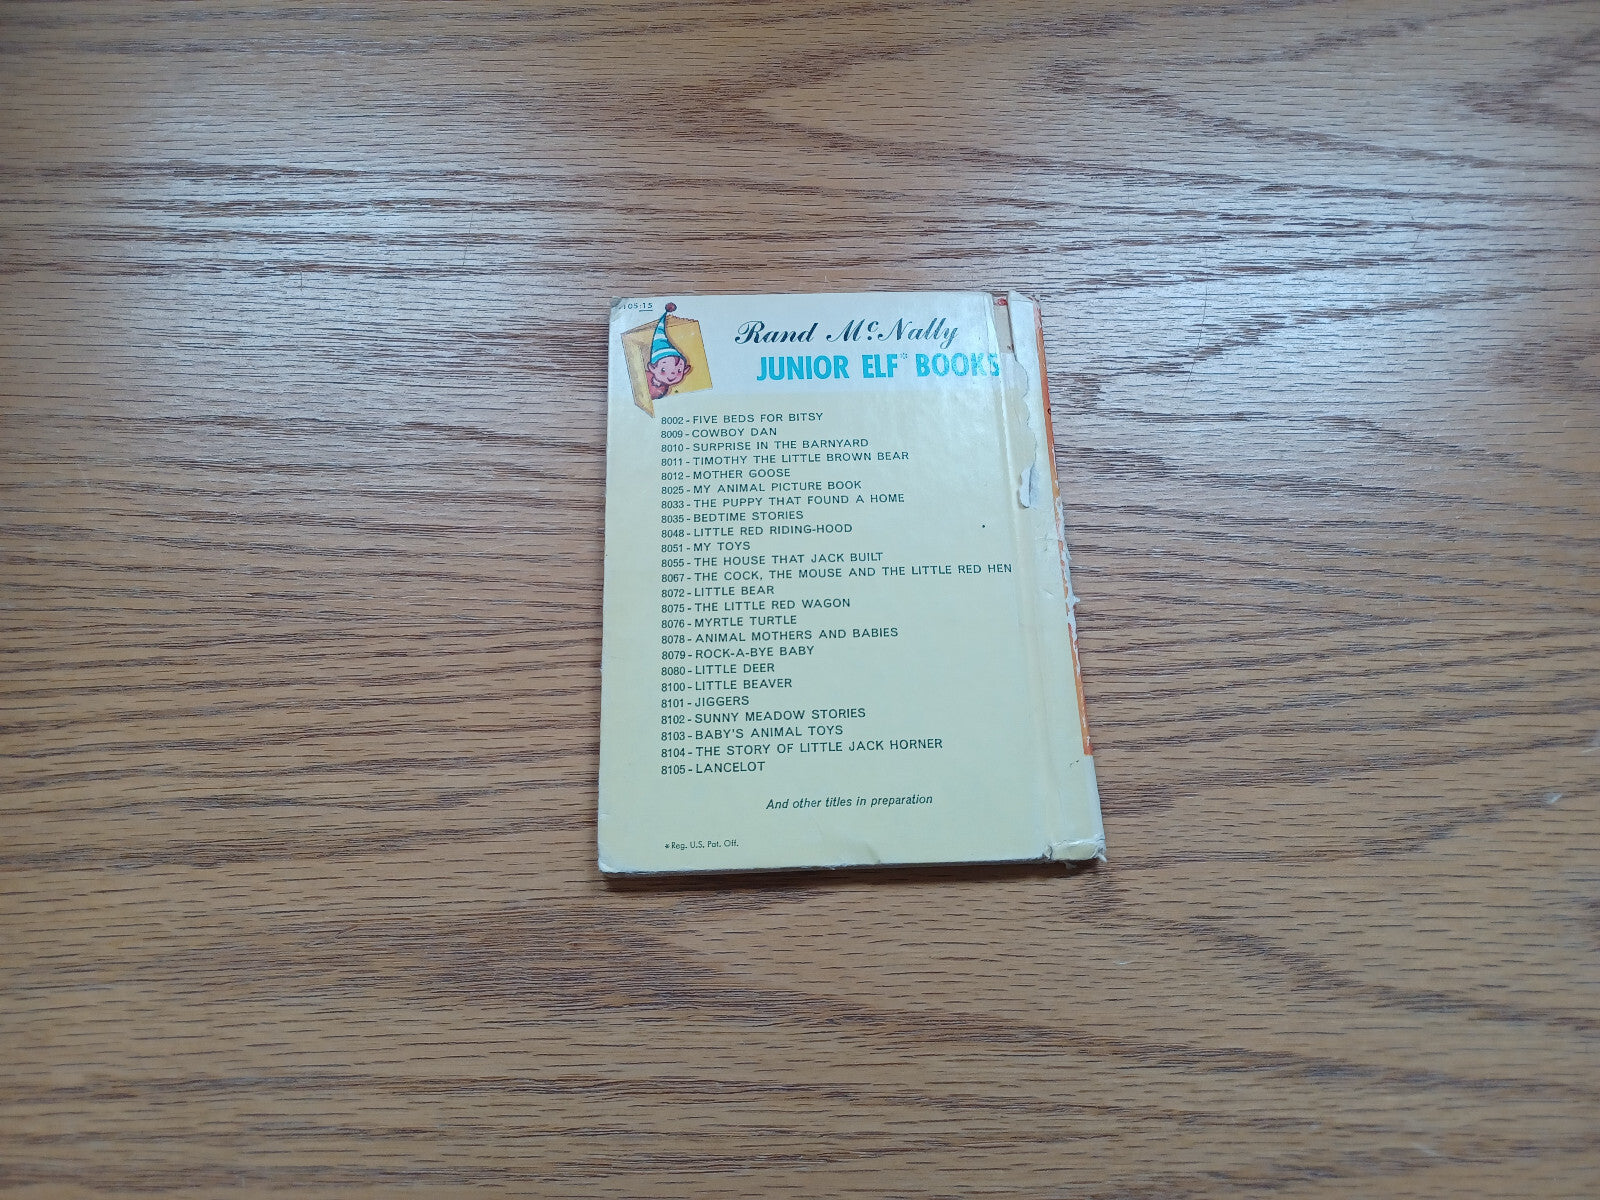 105:15
Rand McNally
JUNIOR ELF* BOOKS
8002-FIVE BEDS FOR BITSY
8009-COWBOY DAN
8010-SURPRISE IN THE BARNYARD
8011-TIMOTHY THE LITTLE BROWN BEAR
8012-MOTHER GOOSE
8025-MY ANIMAL PICTURE BOOK
8033-THE PUPPY THAT FOUND A HOME
8035-BEDTIME STORIES
8048-LITTLE RED RIDING-HOOD
8051-MY TOYS
8055-THE HOUSE THAT JACK BUILT
8067-THE COCK, THE MOUSE AND THE LITTLE RED HEN
8072-LITTLE BEAR
8075-THE LITTLE RED WAGON
8076-MYRTLE TURTLE
8078-ANIMAL MOTHERS AND BABIES
8079-ROCK-A-BYE BABY
8080-LITTLE DEER
8100-LITTLE BEAVER
8101-JIGGERS
8102-SUNNY MEADOW STORIES
8103-BABY'S ANIMAL TOYS
8104-THE STORY OF LITTLE JACK HORNER
8105-LANCELOT
And other titles in preparation
*Reg. U.S. Pat. Off.